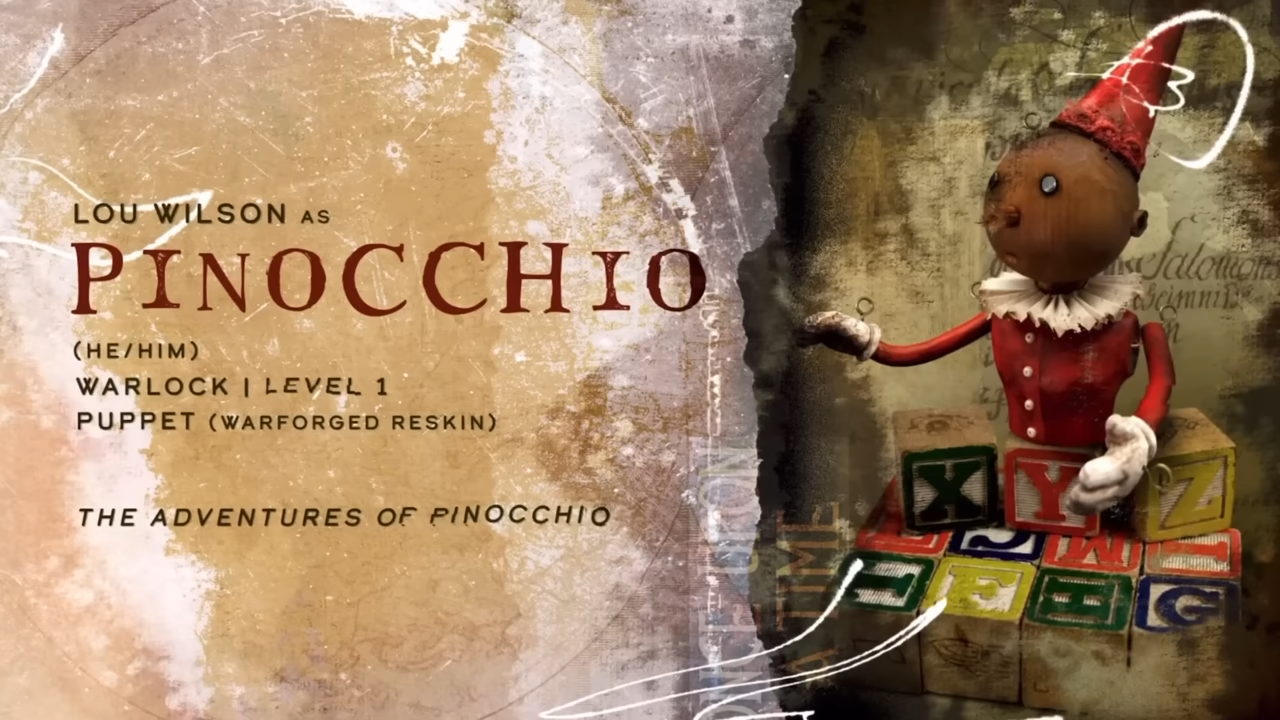 LOU WILSON AS
PINOCCHIO
(HE/HIM)
WARLOCK | LEVEL 1
PUPPET (WARFORGED RESKIN)
THE ADVENTURES OF PINOCCHIO
X Y Z
G